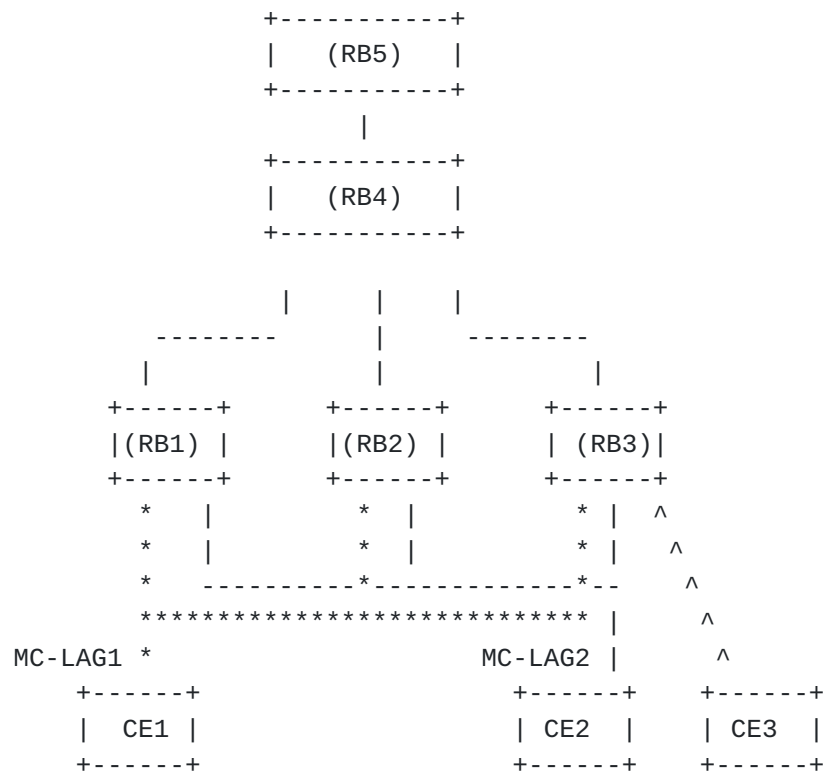 (RB5)
(RB4)
(RB1) (RB2) (RB3)
MC-LAG1 MC-LAG2
CE1 CE2 CE3